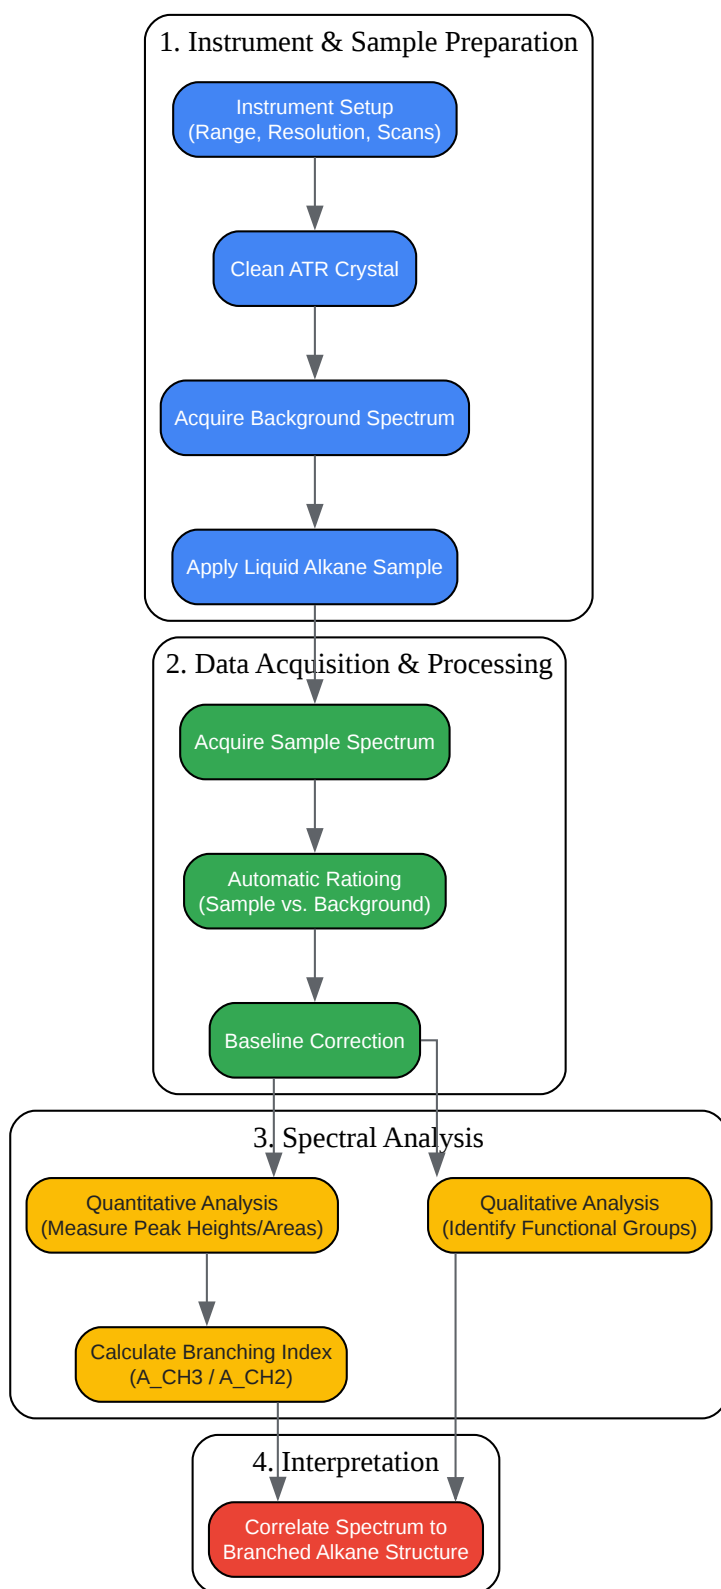 1. Instrument & Sample Preparation
Instrument Setup
(Range, Resolution, Scans)
Clean ATR Crystal
Acquire Background Spectrum
Apply Liquid Alkane Sample
2. Data Acquisition & Processing
Acquire Sample Spectrum
Automatic Ratioing
(Sample vs. Background)
Baseline Correction
3. Spectral Analysis
Quantitative Analysis
(Measure Peak Heights/Areas)
Qualitative Analysis
(Identify Functional Groups)
Calculate Branching Index
(A_CH3 / A_CH2)
4. Interpretation
Correlate Spectrum to
Branched Alkane Structure